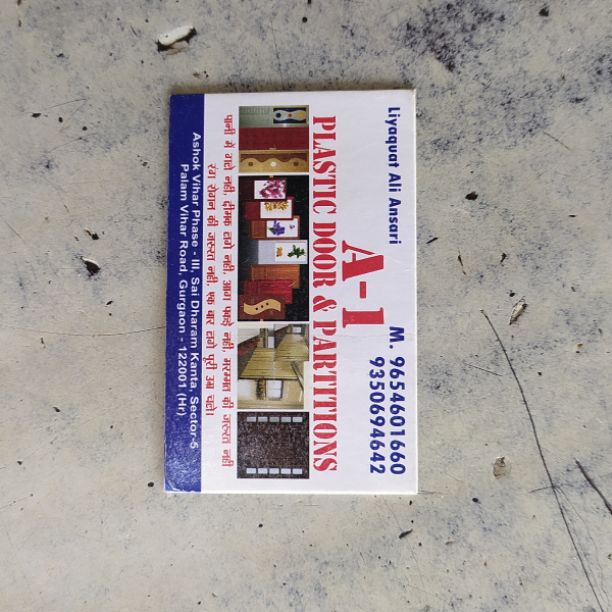 Liyaquat Ali Ansari
M. 9654601660
9350694642
A-1
PLASTIC DOOR & PARTITIONS
पानी में गले नहीं, दीमक लगे नहीं, आग पकड़े नहीं, मरम्मत की जरुरत नहीं
रंग रोगन की जरुरत नहीं, एक बार लगे पूरी उम्र चले।
Ashok Vihar Phase - III, Sai Dharam Kanta, Sector-5
Palam Vihar Road, Gurgaon - 122001 (Hr)